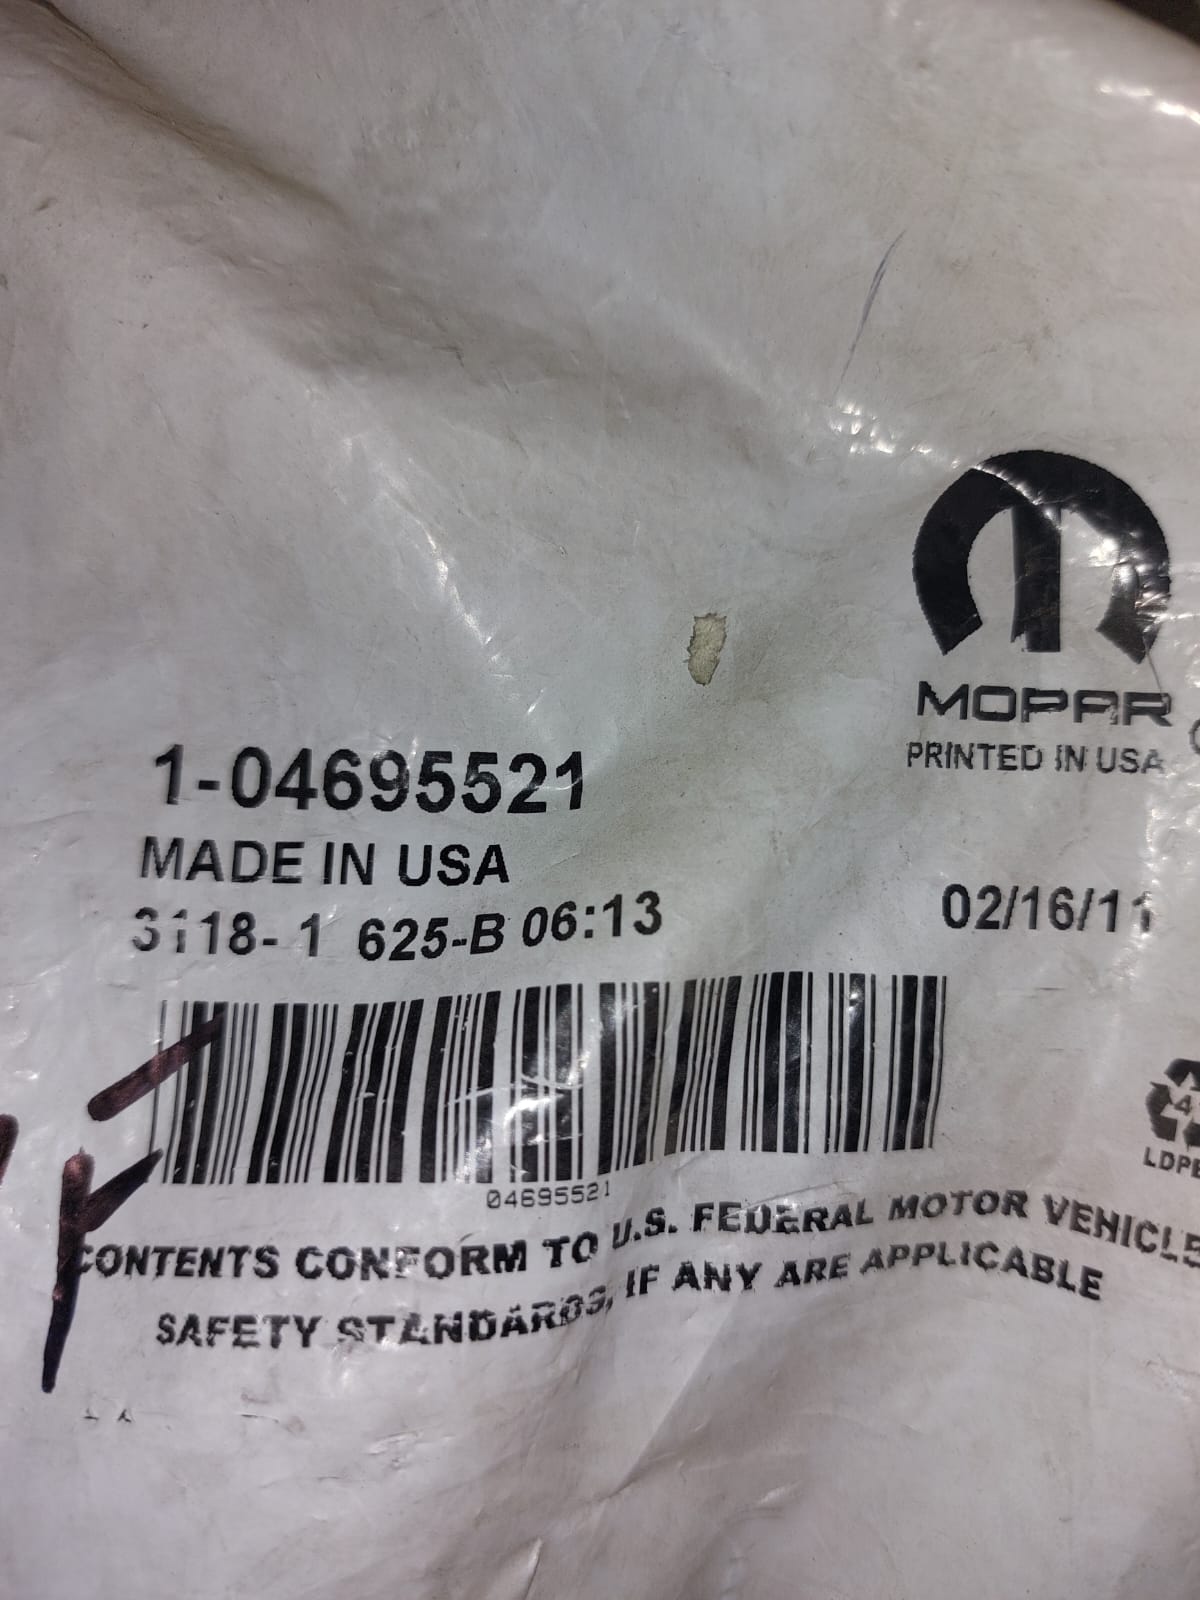 MOPAR
PRINTED IN USA
1-04695521
MADE IN USA
3118- 1 625-B 06:13 02/16/11
04695521
4
LDPE
CONTENTS CONFORM TO U.S. FEDERAL MOTOR VEHICLE
SAFETY STANDARDS, IF ANY ARE APPLICABLE